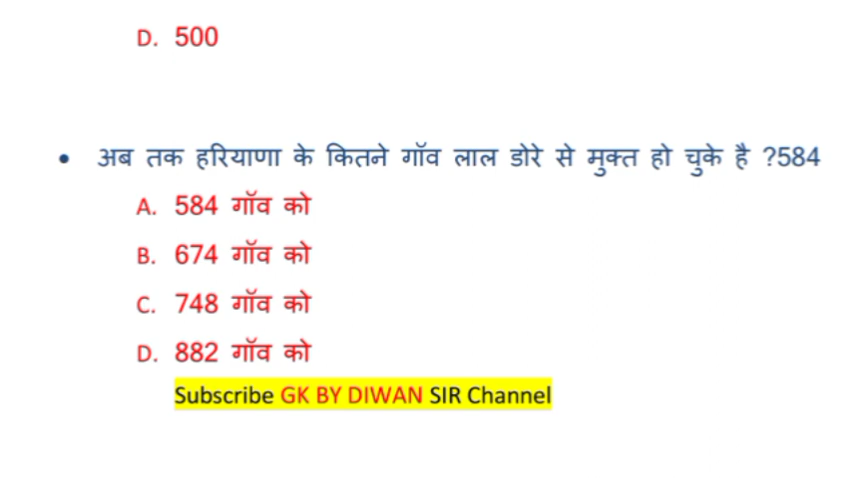 D. 500
• अब तक हरियाणा के कितने गॉव लाल डोरे से मुक्त हो चुके है ?584
A. 584 गॉव को
B. 674 गॉव को
C. 748 गॉव को
D. 882 गॉव को
Subscribe GK BY DIWAN SIR Channel